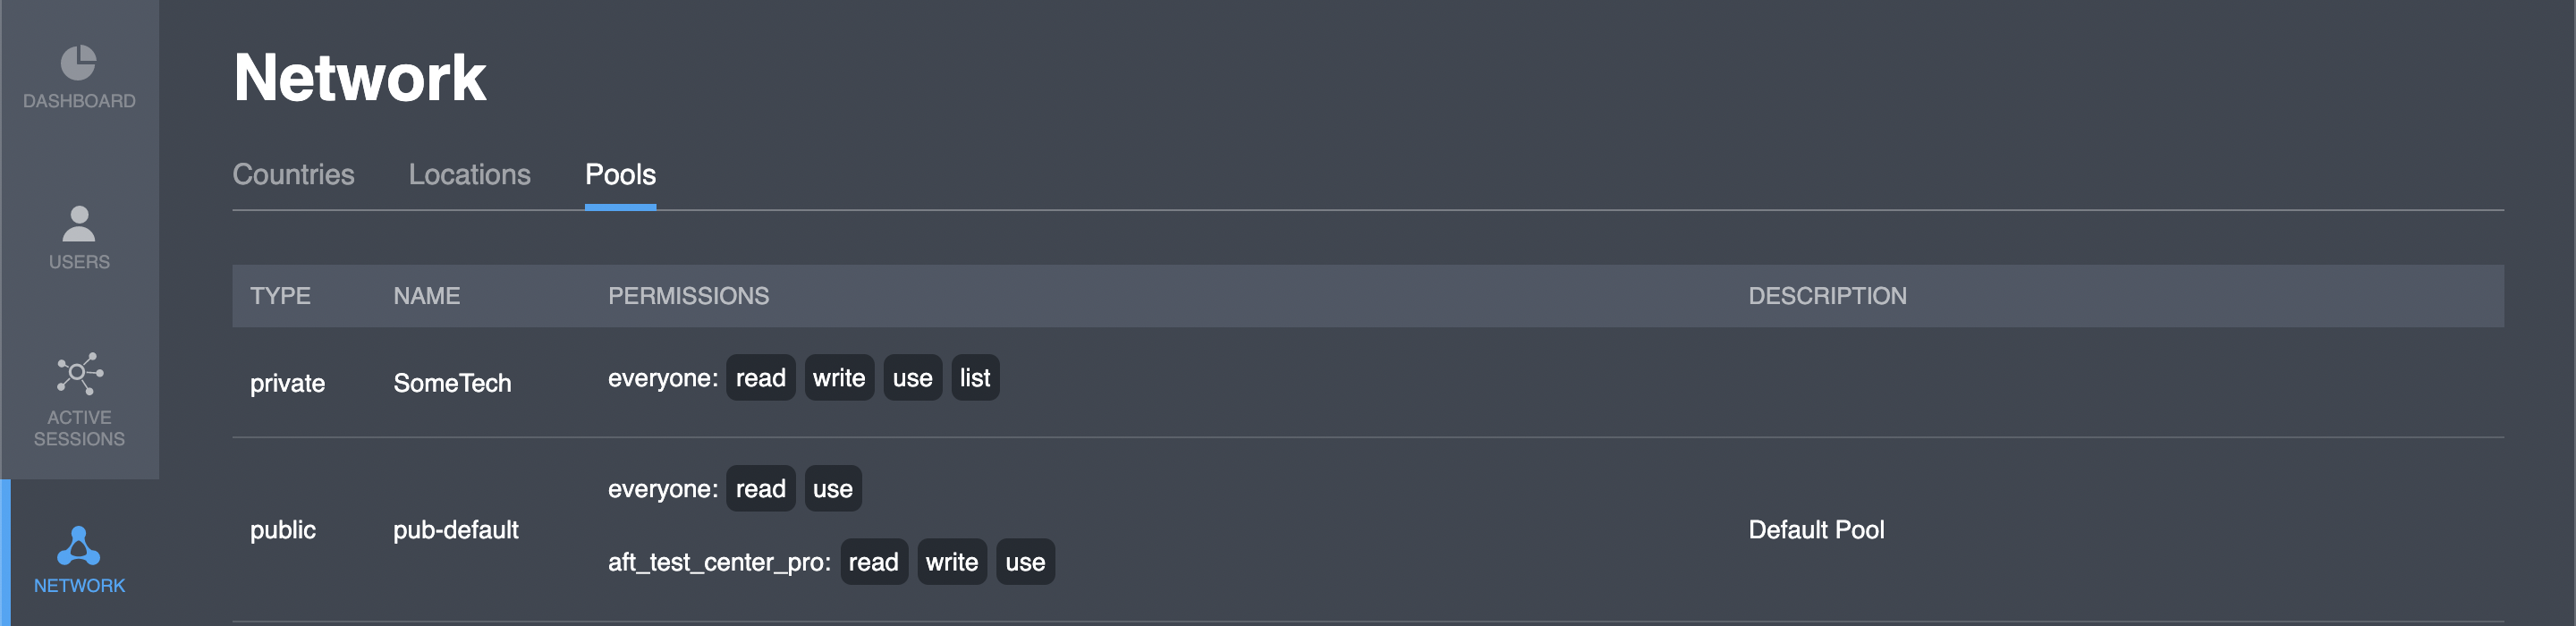 DASHBOARD
USERS
ACTIVE
SESSIONS
NETWORK
Network
Countries Locations Pools
TYPE NAME PERMISSIONS DESCRIPTION
private SomeTech everyone: read write use list
everyone: read use
public pub-default Default Pool
aft_test_center_pro: read write use